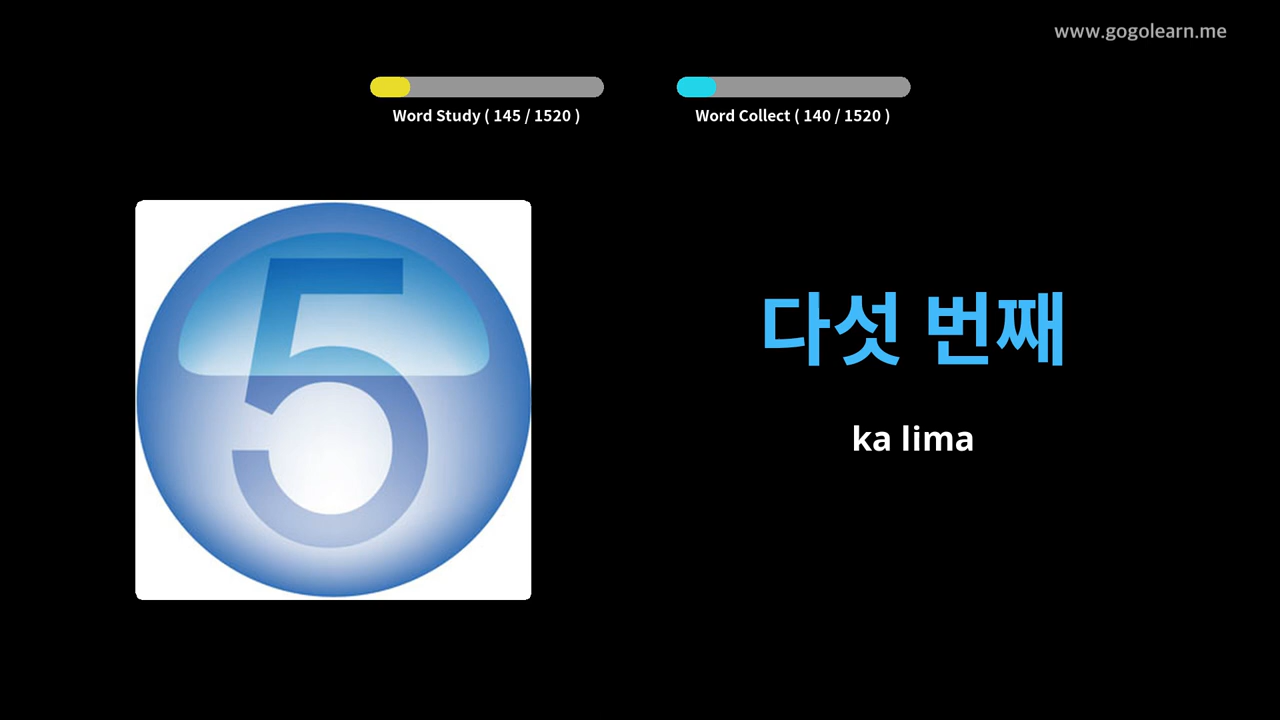 www.gogolearn.me
Word Study ( 145 / 1520 )
Word Collect ( 140 / 1520 )
5
다섯 번째
ka lima